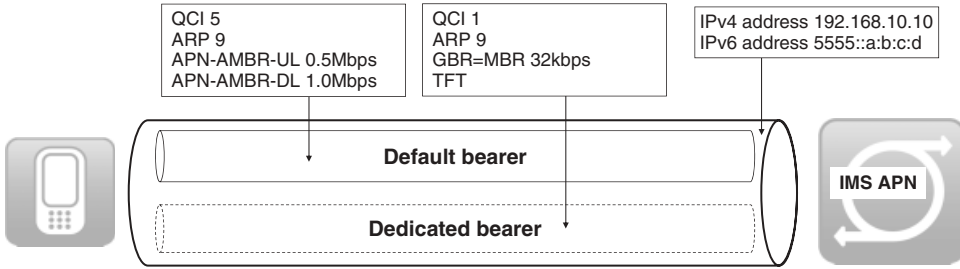 QCI 5
ARP 9
APN-AMBR-UL 0.5Mbps
APN-AMBR-DL 1.0Mbps
QCI 1
ARP 9
GBR=MBR 32kbps
TFT
IPv4 address 192.168.10.10
IPv6 address 5555::a:b:c:d
Default bearer
Dedicated bearer
IMS APN